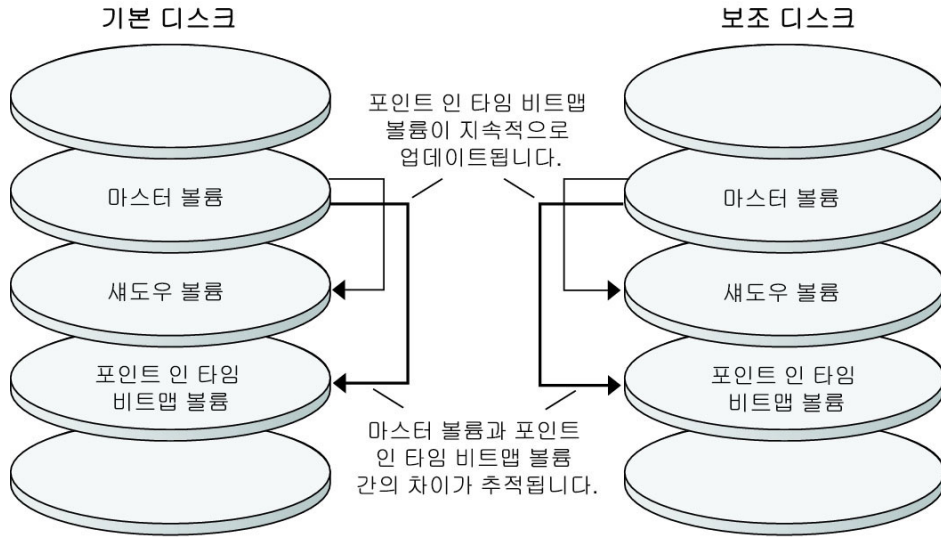 기본 디스크
보조 디스크
포인트 인 타임 비트맵
볼륨이 지속적으로
업데이트됩니다.
마스터 볼륨
마스터 볼륨
섀도우 볼륨
섀도우 볼륨
포인트 인 타임
비트맵 볼륨
포인트 인 타임
비트맵 볼륨
마스터 볼륨과 포인트
인 타임 비트맵 볼륨
간의 차이가 추적됩니다.